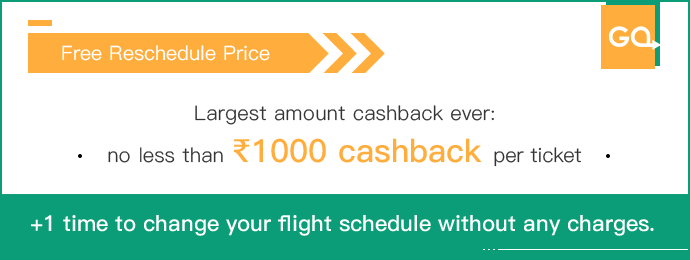 GO
Free Reschedule Price
Largest amount cashback ever:
• no less than ₹1000 cashback per ticket •
+1 time to change your flight schedule without any charges.